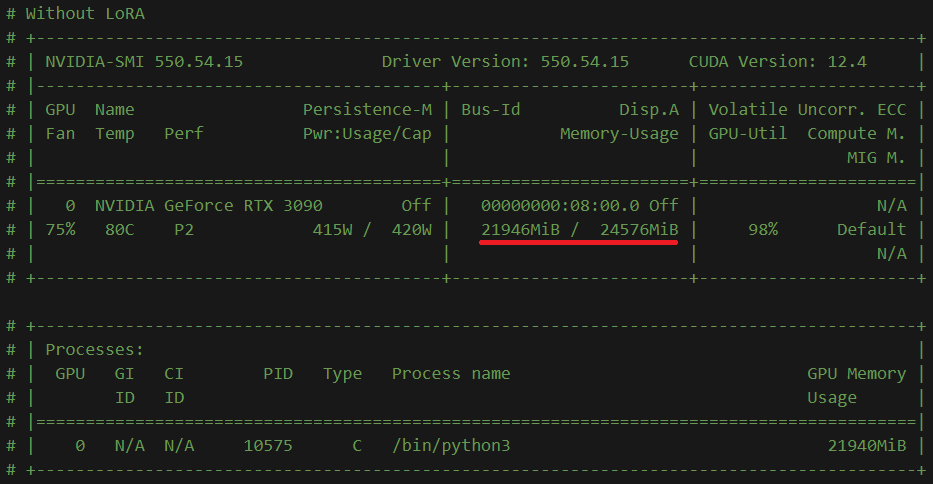 # Without LoRA
# +-----------------------------------------------------------------------------------------+
# | NVIDIA-SMI 550.54.15              Driver Version: 550.54.15      CUDA Version: 12.4     |
# |-----------------------------------------+------------------------+----------------------+
# | GPU  Name                 Persistence-M | Bus-Id          Disp.A | Volatile Uncorr. ECC |
# | Fan  Temp   Perf          Pwr:Usage/Cap |           Memory-Usage | GPU-Util  Compute M. |
# |                                         |                        |               MIG M. |
# |=========================================+========================+======================|
# |   0  NVIDIA GeForce RTX 3090        Off |   00000000:08:00.0 Off |                  N/A |
# | 75%   80C    P2            415W /  420W |   21946MiB /  24576MiB |     98%      Default |
# |                                         |                        |                  N/A |
# +-----------------------------------------+------------------------+----------------------+

# +-----------------------------------------------------------------------------------------+
# | Processes:                                                                              |
# |  GPU   GI   CI        PID   Type   Process name                              GPU Memory |
# |        ID   ID                                                               Usage      |
# |=========================================================================================|
# |    0   N/A  N/A     10575      C   /bin/python3                                21940MiB |
# +-----------------------------------------------------------------------------------------+